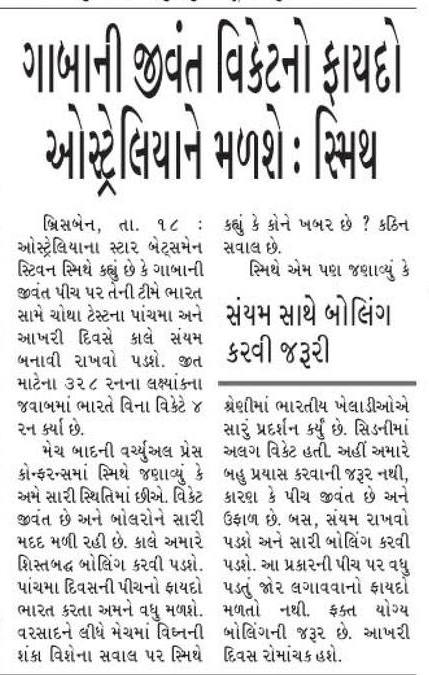 ગાબાની જીવંત વિકેટનો ફાયદો
ઓસ્ટ્રેલિયાને મળશે : સ્મિથ
બ્રિસબેન, તા. ૧૮ :
ઓસ્ટ્રેલિયાના સ્ટાર બેટ્સમેન
સ્ટિવન સ્મિથે કહ્યું છે કે ગાબાની
જીવંત પીચ પર તેની ટીમે ભારત
સામે ચોથા ટેસ્ટના પાંચમા અને
આખરી દિવસે કાલે સંયમ
બનાવી રાખવો પડશે. જીત
માટેના ૩૨૮ રનના લક્ષ્યાંકના
જવાબમાં ભારતે વિના વિકેટે ૪
રન કર્યા છે.
મેચ બાદની વર્ચ્યુઅલ પ્રેસ
કોન્ફરન્સમાં સ્મિથે જણાવ્યું કે
અમે સારી સ્થિતિમાં છીએ. વિકેટ
જીવંત છે અને બોલરોને સારી
મદદ મળી રહી છે. કાલે અમારે
શિસ્તબદ્ધ બોલિંગ કરવી પડશે.
પાંચમા દિવસની પીચનો ફાયદો
ભારત કરતા અમને વધુ મળશે.
વરસાદને લીધે મેચમાં વિઘ્નની
શંકા વિશેના સવાલ પર સ્મિથે
કહ્યું કે કોને ખબર છે ? કઠિન
સવાલ છે.
સ્મિથે એમ પણ જણાવ્યું કે
સંયમ સાથે બોલિંગ
કરવી જરૂરી
શ્રેણીમાં ભારતીય ખેલાડીઓએ
સારું પ્રદર્શન કર્યું છે. સિડનીમાં
અલગ વિકેટ હતી. અહીં અમારે
બહુ પ્રયાસ કરવાની જરૂર નથી,
કારણ કે પીચ જીવંત છે અને
ઉફાળ છે. બસ, સંયમ રાખવો
પડશે અને સારી બોલિંગ કરવી
પડશે. આ પ્રકારની પીચ પર વધુ
પડતું જોર લગાવવાનો ફાયદો
મળતો નથી. ફક્ત યોગ્ય
બોલિંગની જરૂર છે. આખરી
દિવસ રોમાંચક હશે.